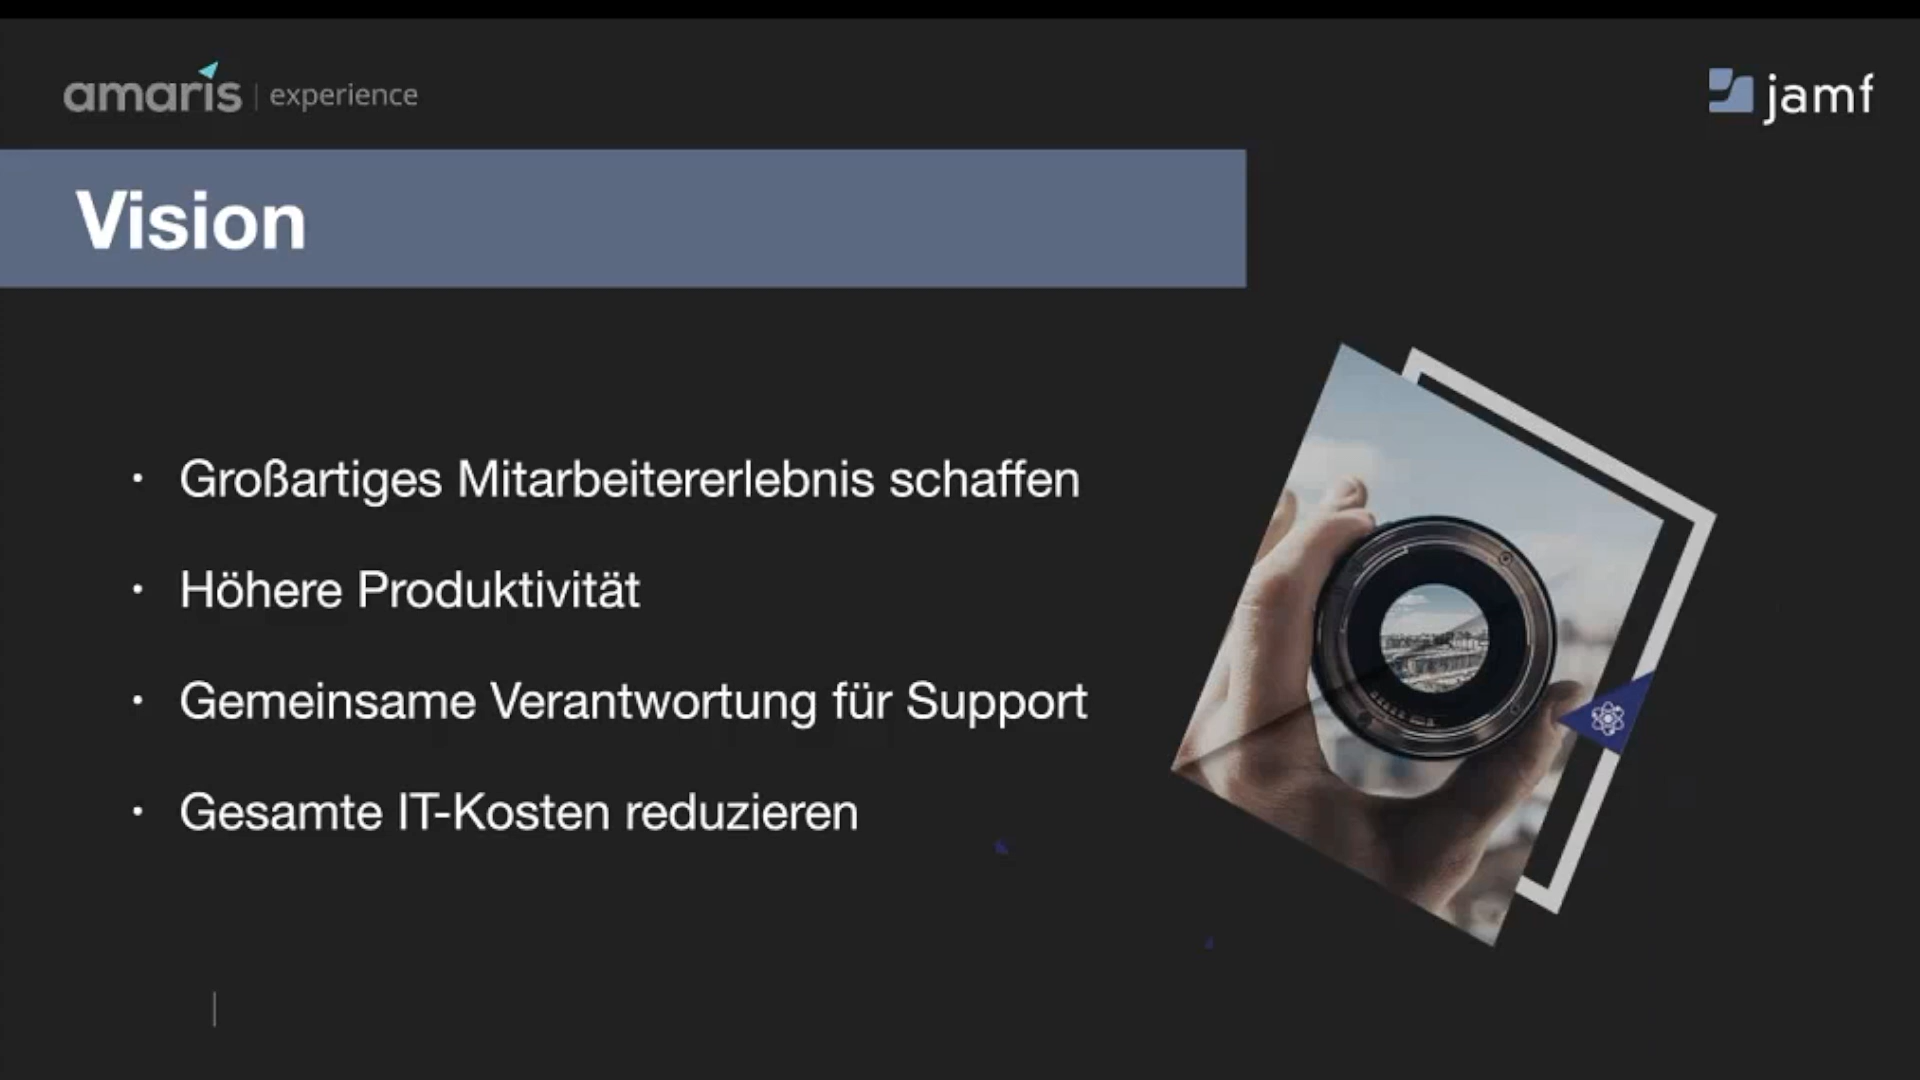 amaris | experience
jamf
Vision
• Großartiges Mitarbeitererlebnis schaffen
• Höhere Produktivität
• Gemeinsame Verantwortung für Support
• Gesamte IT-Kosten reduzieren